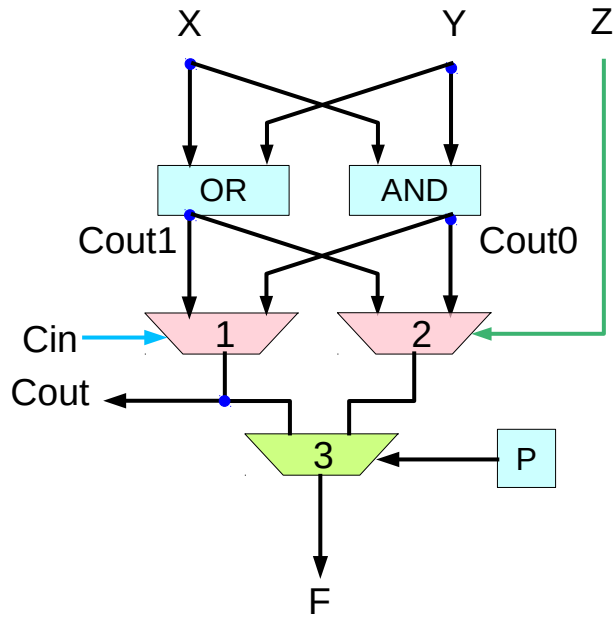 X Y Z
OR AND
Cout1 Cout0
Cin 1 2
Cout
3 P
F